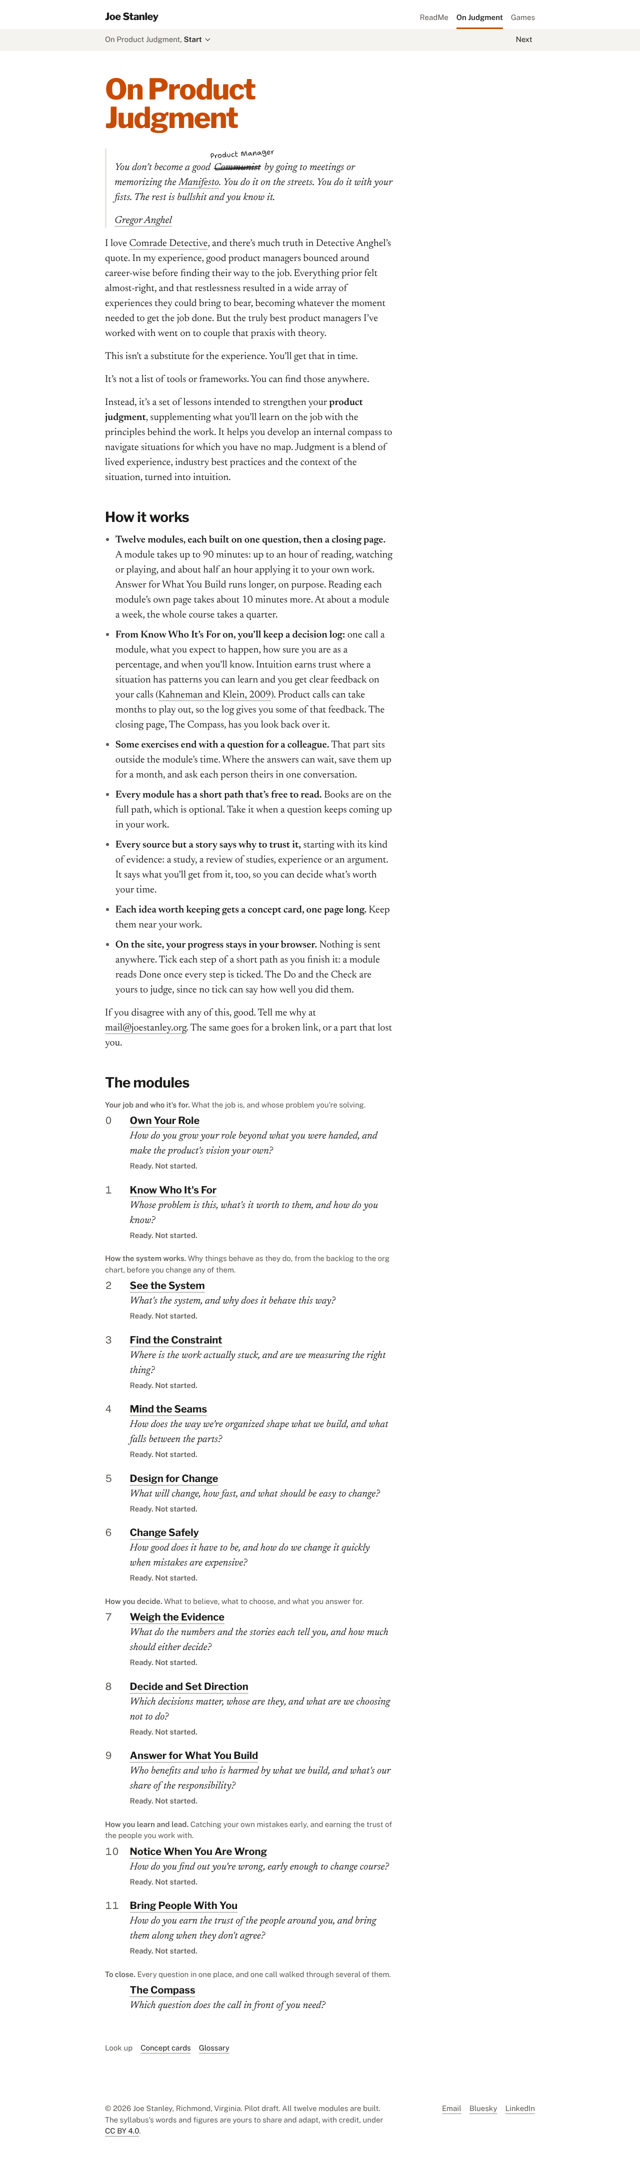 Joe Stanley
ReadMe On Judgment Games
On Product Judgment, Start
Next
On Product
Judgment
Product Manager
You don't become a good Communist by going to meetings or
memorizing the Manifesto. You do it on the streets. You do it with your
fists. The rest is bullshit and you know it.
Gregor Anghel
I love Comrade Detective, and there's much truth in Detective Anghel's
quote. In my experience, good product managers bounced around
career-wise before finding their way to the job. Everything prior felt
almost-right, and that restlessness resulted in a wide array of
experiences they could bring to bear, becoming whatever the moment
needed to get the job done. But the truly best product managers I've
worked with went on to couple that praxis with theory.
This isn't a substitute for the experience. You'll get that in time.
It's not a list of tools or frameworks. You can find those anywhere.
Instead, it's a set of lessons intended to strengthen your product
judgment, supplementing what you'll learn on the job with the
principles behind the work. It helps you develop an internal compass to
navigate situations for which you have no map. Judgment is a blend of
lived experience, industry best practices and the context of the
situation, turned into intuition.
How it works
• Twelve modules, each built on one question, then a closing page.
A module takes up to 90 minutes: up to an hour of reading, watching
or playing, and about half an hour applying it to your own work.
Answer for What You Build runs longer, on purpose. Reading each
module's own page takes about 10 minutes more. At about a module
a week, the whole course takes a quarter.
• From Know Who It's For on, you'll keep a decision log: one call a
module, what you expect to happen, how sure you are as a
percentage, and when you'll know. Intuition earns trust where a
situation has patterns you can learn and you get clear feedback on
your calls (Kahneman and Klein, 2009). Product calls can take
months to play out, so the log gives you some of that feedback. The
closing page, The Compass, has you look back over it.
• Some exercises end with a question for a colleague. That part sits
outside the module's time. Where the answers can wait, save them up
for a month, and ask each person theirs in one conversation.
• Every module has a short path that's free to read. Books are on the
full path, which is optional. Take it when a question keeps coming up
in your work.
• Every source but a story says why to trust it, starting with its kind
of evidence: a study, a review of studies, experience or an argument.
It says what you'll get from it, too, so you can decide what's worth
your time.
• Each idea worth keeping gets a concept card, one page long. Keep
them near your work.
• On the site, your progress stays in your browser. Nothing is sent
anywhere. Tick each step of a short path as you finish it: a module
reads Done once every step is ticked. The Do and the Check are
yours to judge, since no tick can say how well you did them.
If you disagree with any of this, good. Tell me why at
mail@joestanley.org. The same goes for a broken link, or a part that lost
you.
The modules
Your job and who it's for. What the job is, and whose problem you're solving.
0 Own Your Role
How do you grow your role beyond what you were handed, and
make the product's vision your own?
Ready. Not started.
1 Know Who It's For
Whose problem is this, what's it worth to them, and how do you
know?
Ready. Not started.
How the system works. Why things behave as they do, from the backlog to the org
chart, before you change any of them.
2 See the System
What's the system, and why does it behave this way?
Ready. Not started.
3 Find the Constraint
Where is the work actually stuck, and are we measuring the right
thing?
Ready. Not started.
4 Mind the Seams
How does the way we're organized shape what we build, and what
falls between the parts?
Ready. Not started.
5 Design for Change
What will change, how fast, and what should be easy to change?
Ready. Not started.
6 Change Safely
How good does it have to be, and how do we change it quickly
when mistakes are expensive?
Ready. Not started.
How you decide. What to believe, what to choose, and what you answer for.
7 Weigh the Evidence
What do the numbers and the stories each tell you, and how much
should either decide?
Ready. Not started.
8 Decide and Set Direction
Which decisions matter, whose are they, and what are we choosing
not to do?
Ready. Not started.
9 Answer for What You Build
Who benefits and who is harmed by what we build, and what's our
share of the responsibility?
Ready. Not started.
How you learn and lead. Catching your own mistakes early, and earning the trust of
the people you work with.
10 Notice When You Are Wrong
How do you find out you're wrong, early enough to change course?
Ready. Not started.
11 Bring People With You
How do you earn the trust of the people around you, and bring
them along when they don't agree?
Ready. Not started.
To close. Every question in one place, and one call walked through several of them.
The Compass
Which question does the call in front of you need?
Look up Concept cards Glossary
© 2026 Joe Stanley, Richmond, Virginia. Pilot draft. All twelve modules are built.
The syllabus's words and figures are yours to share and adapt, with credit, under
CC BY 4.0.
Email Bluesky LinkedIn